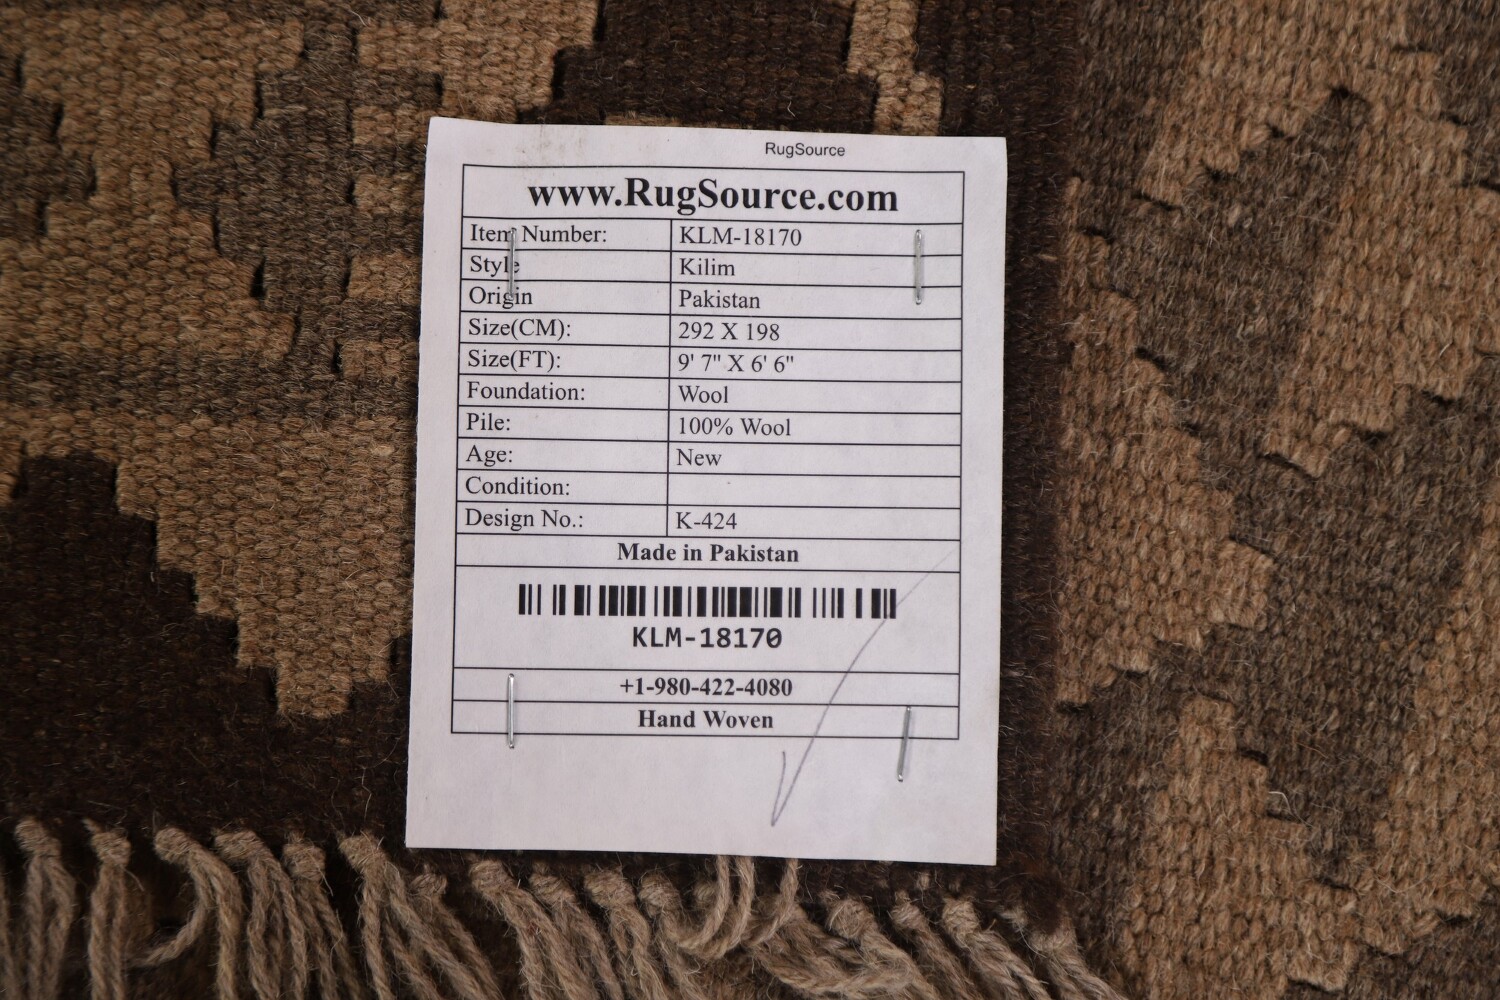 RugSource
www.RugSource.com
Item Number: KLM-18170
Style Kilim
Origin Pakistan
Size(CM): 292 X 198
Size(FT): 9' 7" X 6' 6"
Foundation: Wool
Pile: 100% Wool
Age: New
Condition:
Design No.: K-424
Made in Pakistan
KLM-18170
+1-980-422-4080
Hand Woven